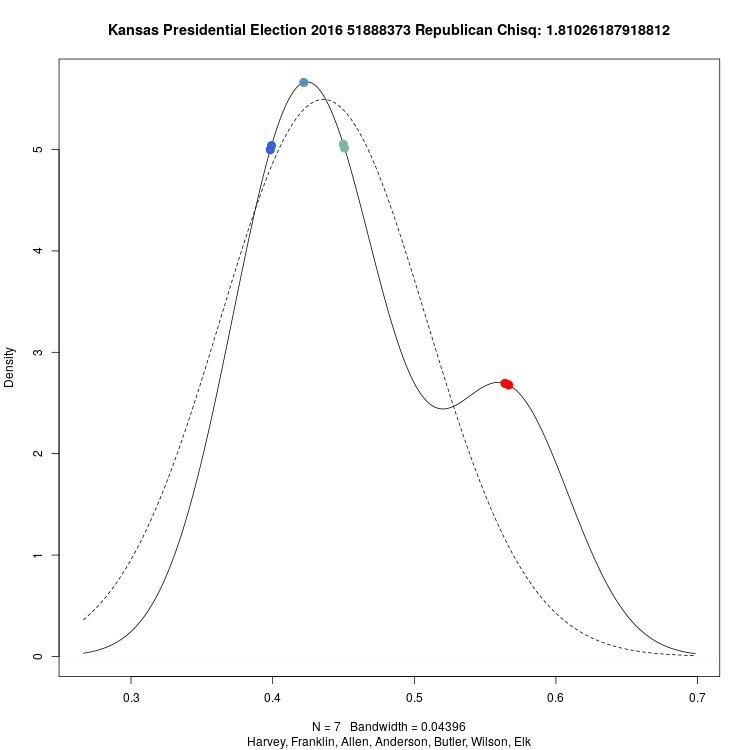 Kansas Presidential Election 2016 51888373 Republican Chisq: 1.81026187918812
Density
5
4
3
2
1
0
0.3 0.4 0.5 0.6 0.7
N = 7 Bandwidth = 0.04396
Harvey, Franklin, Allen, Anderson, Butler, Wilson, Elk